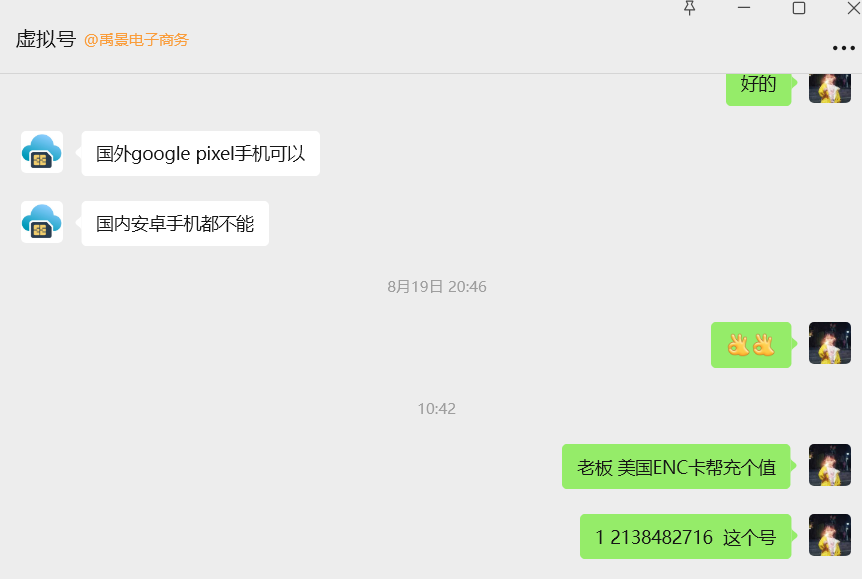 虚拟号 @禹景电子商务
好的
国外google pixel手机可以
国内安卓手机都不能
8月19日 20:46
👌👌
10:42
老板 美国ENC卡帮充个值
1 2138482716  这个号